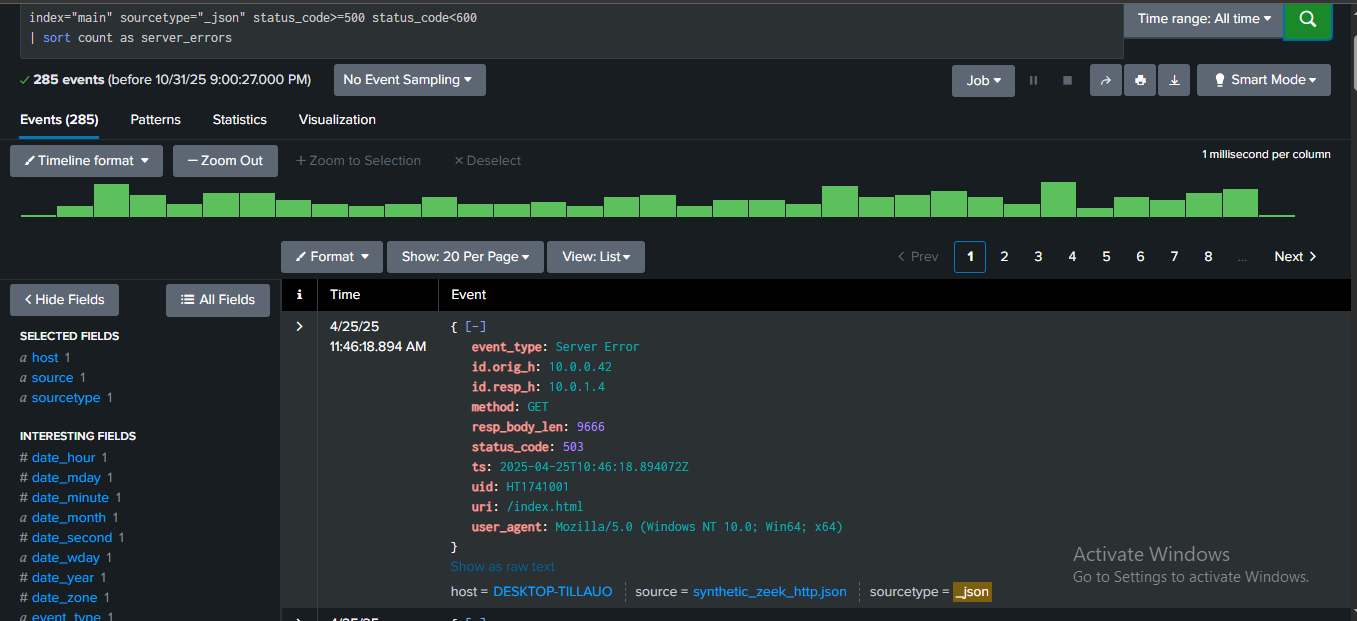 index="main" sourcetype="_json" status_code>=500 status_code<600
| sort count as server_errors
Time range: All time
285 events (before 10/31/25 9:00:27.000 PM)
No Event Sampling
Job
Smart Mode
Events (285)
Patterns
Statistics
Visualization
Timeline format
— Zoom Out
+ Zoom to Selection
× Deselect
1 millisecond per column
Format
Show: 20 Per Page
View: List
< Prev
1
2
3
4
5
6
7
8
...
Next >
< Hide Fields
All Fields
i
Time
Event
SELECTED FIELDS
a host 1
a source 1
a sourcetype 1
INTERESTING FIELDS
# date_hour 1
# date_mday 1
# date_minute 1
a date_month 1
# date_second 1
a date_wday 1
# date_year 1
# date_zone 1
a event_type 1
>
4/25/25
11:46:18.894 AM
{ [-]
event_type: Server Error
id.orig_h: 10.0.0.42
id.resp_h: 10.0.1.4
method: GET
resp_body_len: 9666
status_code: 503
ts: 2025-04-25T10:46:18.894072Z
uid: HT1741001
uri: /index.html
user_agent: Mozilla/5.0 (Windows NT 10.0; Win64; x64)
}
Show as raw text
host = DESKTOP-TILLAUO
source = synthetic_zeek_http.json
sourcetype = _json
Activate Windows
Go to Settings to activate Windows.
>
4/25/25
{ [-]